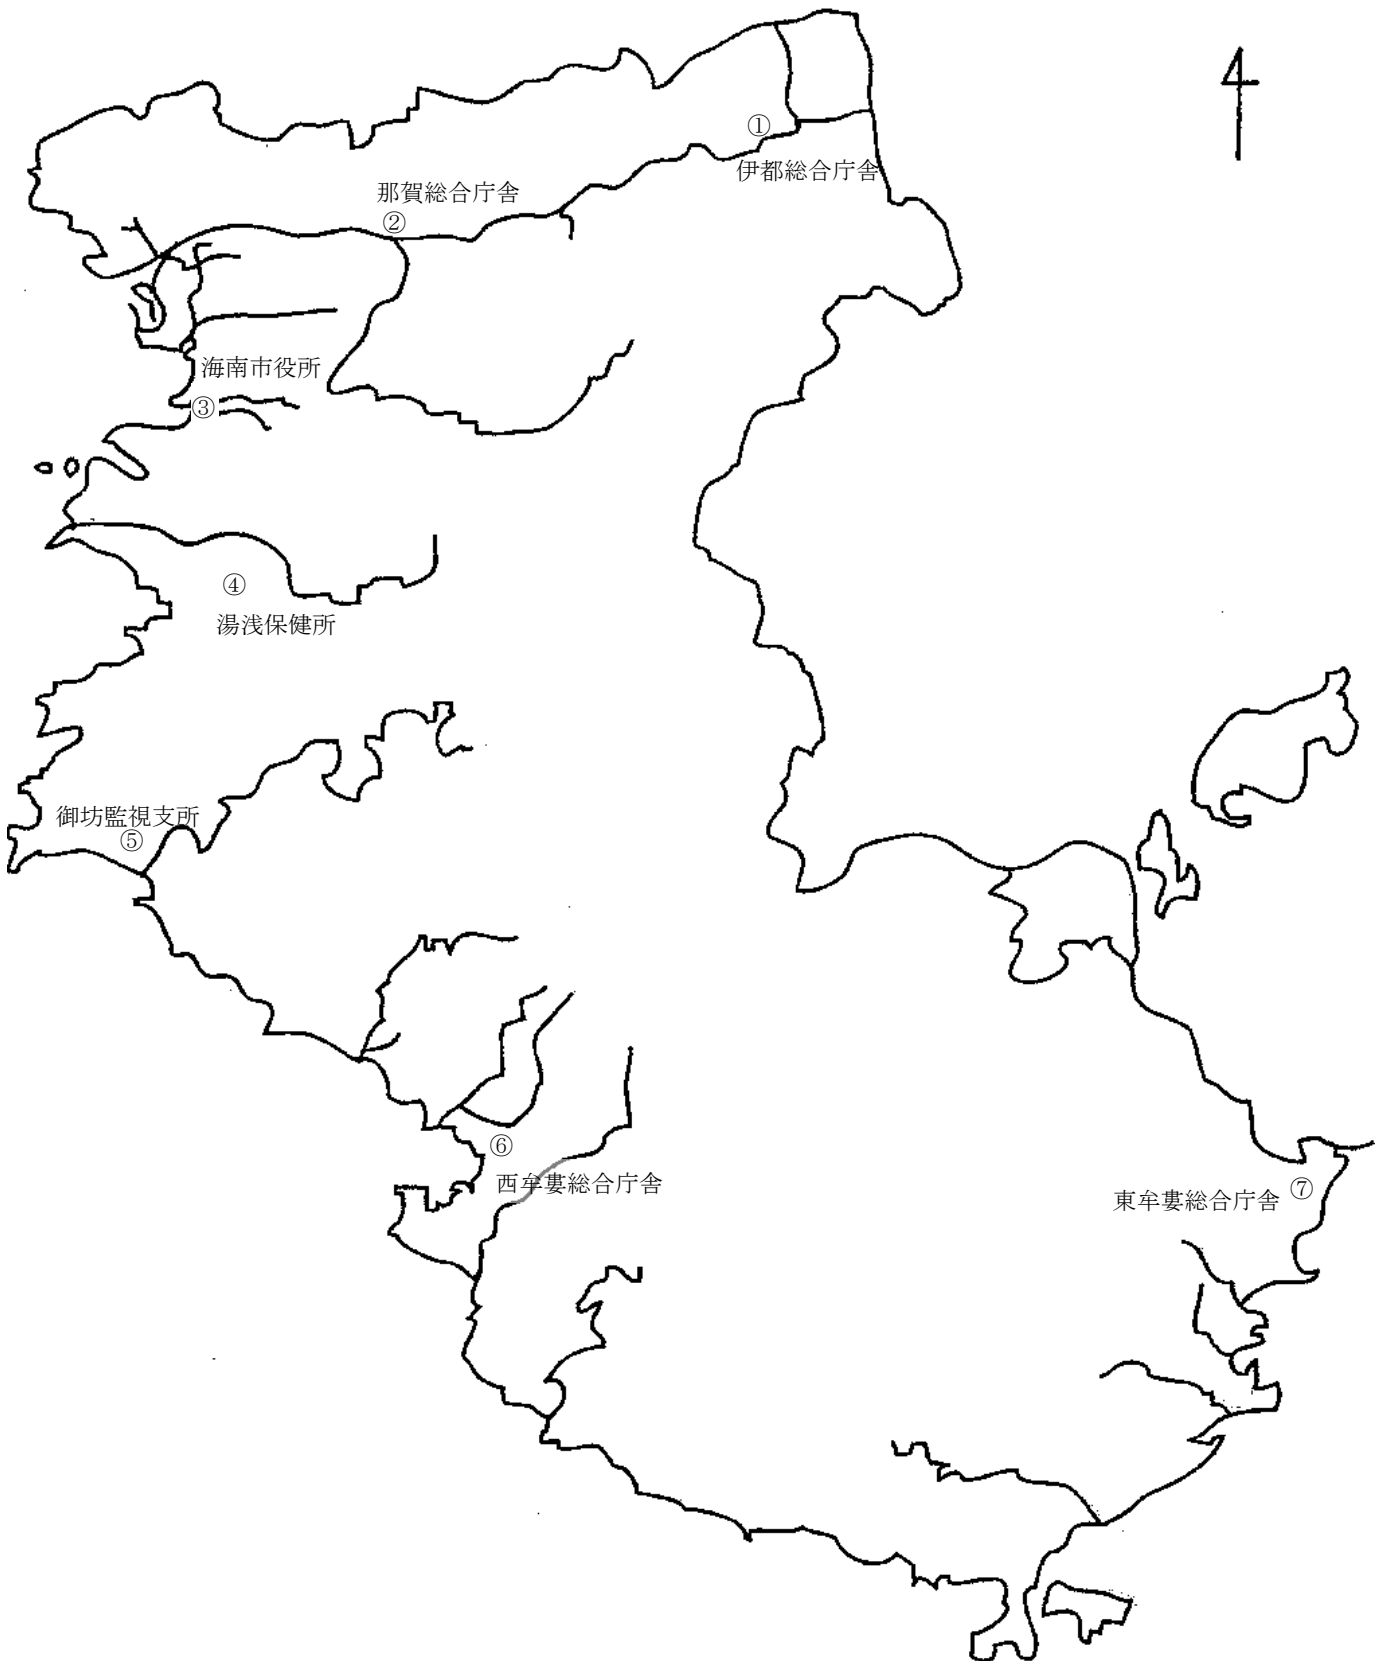 ①
伊都総合庁舎
那賀総合庁舎
②
海南市役所
③
④
湯浅保健所
御坊監視支所
⑤
⑥
西牟婁総合庁舎
東牟婁総合庁舎 ⑦